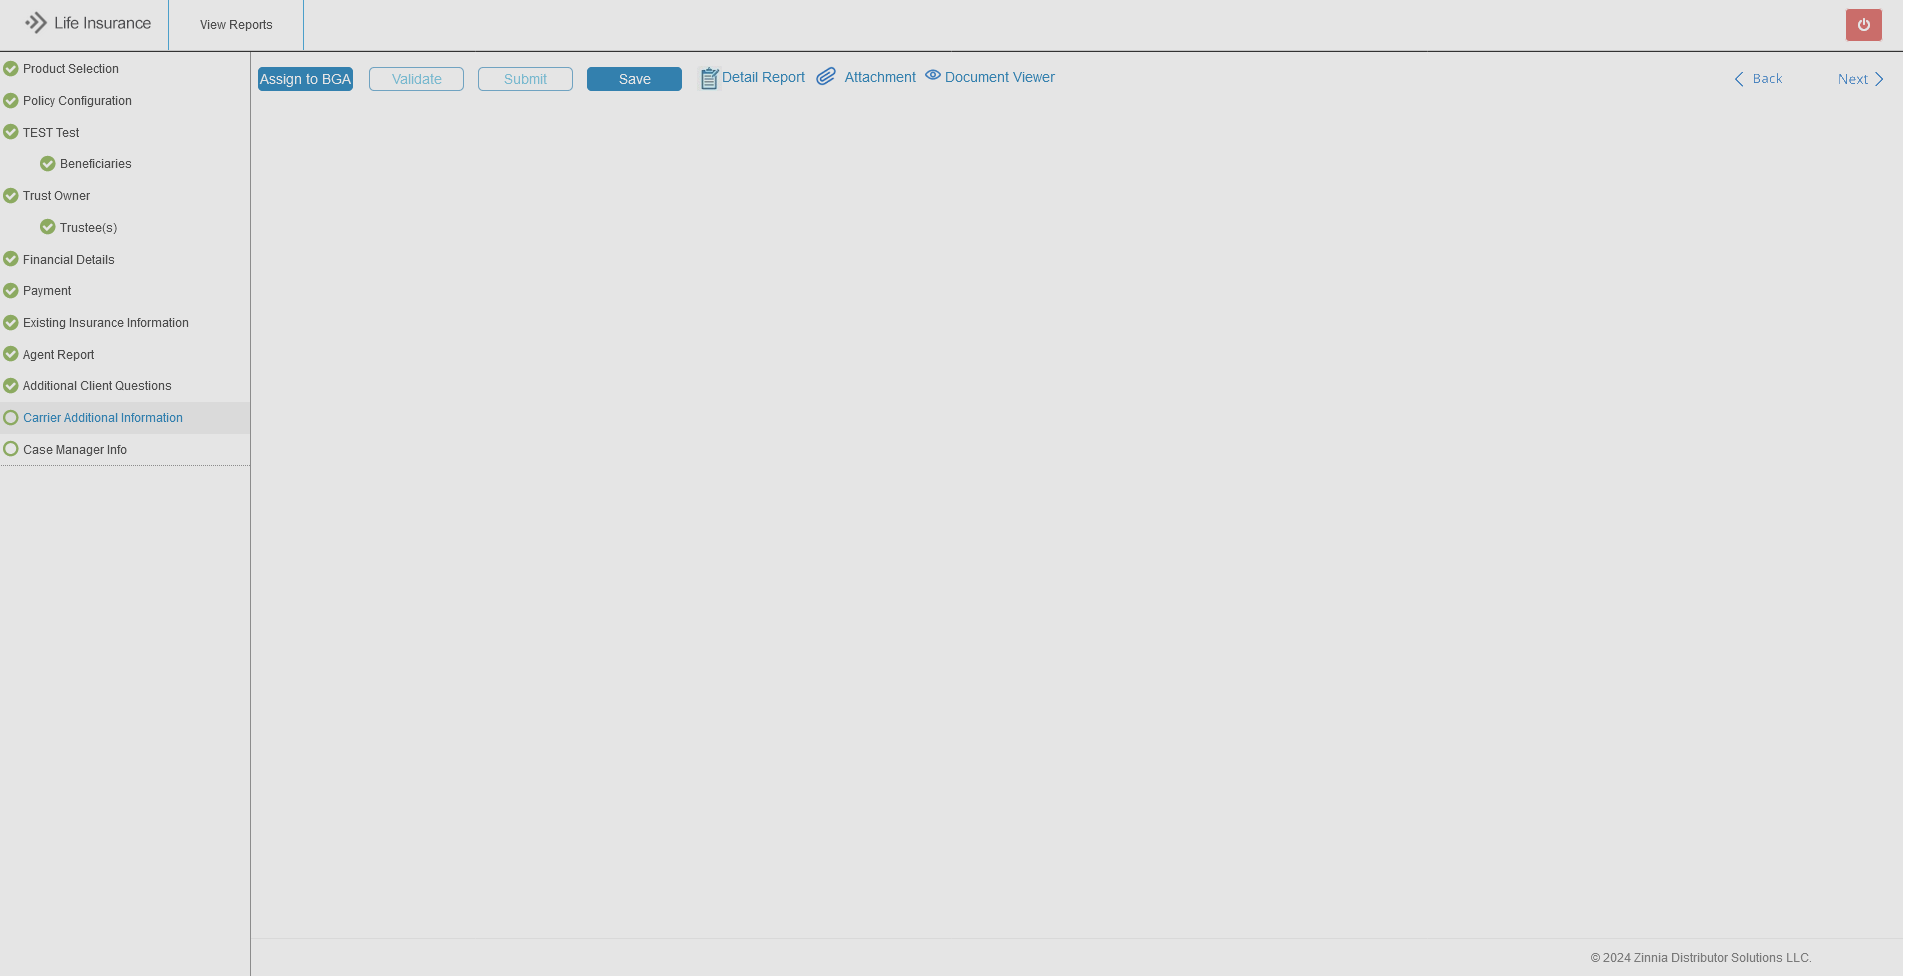 Life Insurance
View Reports
Product Selection
Policy Configuration
TEST Test
Beneficiaries
Trust Owner
Trustee(s)
Financial Details
Payment
Existing Insurance Information
Agent Report
Additional Client Questions
Carrier Additional Information
Case Manager Info
Assign to BGA
Validate
Submit
Save
Detail Report
Attachment
Document Viewer
Back
Next
© 2024 Zinnia Distributor Solutions LLC.